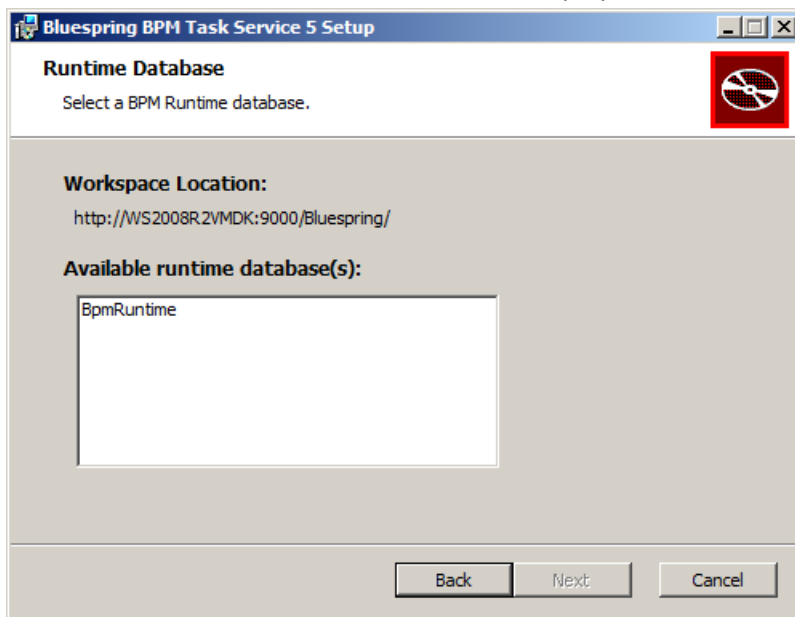 Bluespring BPM Task Service 5 Setup
Runtime Database
Select a BPM Runtime database.
Workspace Location:
http://WS2008R2VMDK:9000/Bluespring/
Available runtime database(s):
BpmRuntime
Back Next Cancel